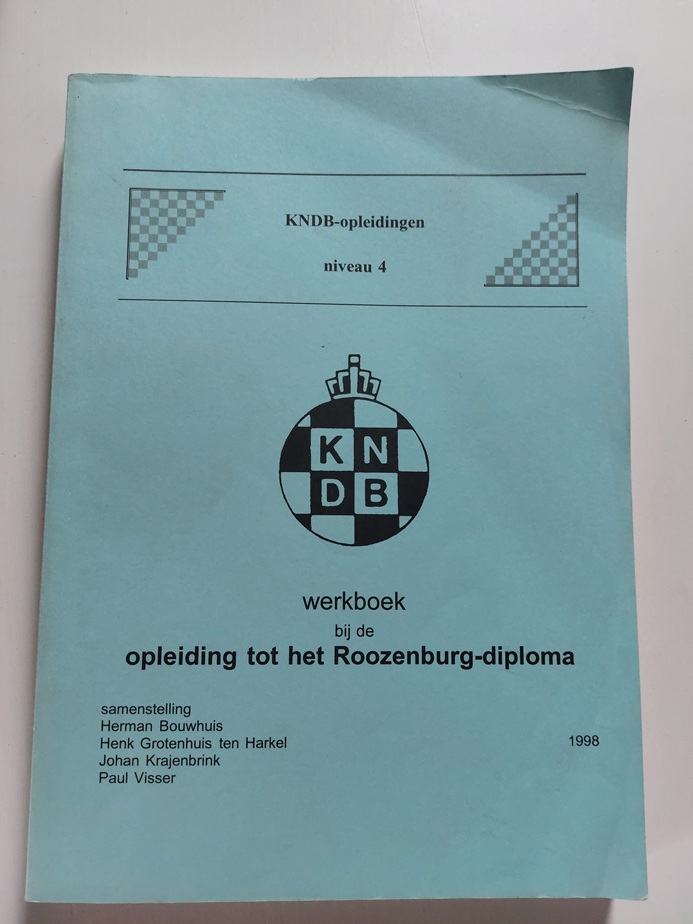 KNDB-opleidingen
niveau 4
K N
D B
werkboek
bij de
opleiding tot het Roozenburg-diploma
samenstelling
Herman Bouwhuis
Henk Grotenhuis ten Harkel
Johan Krajenbrink
Paul Visser
1998